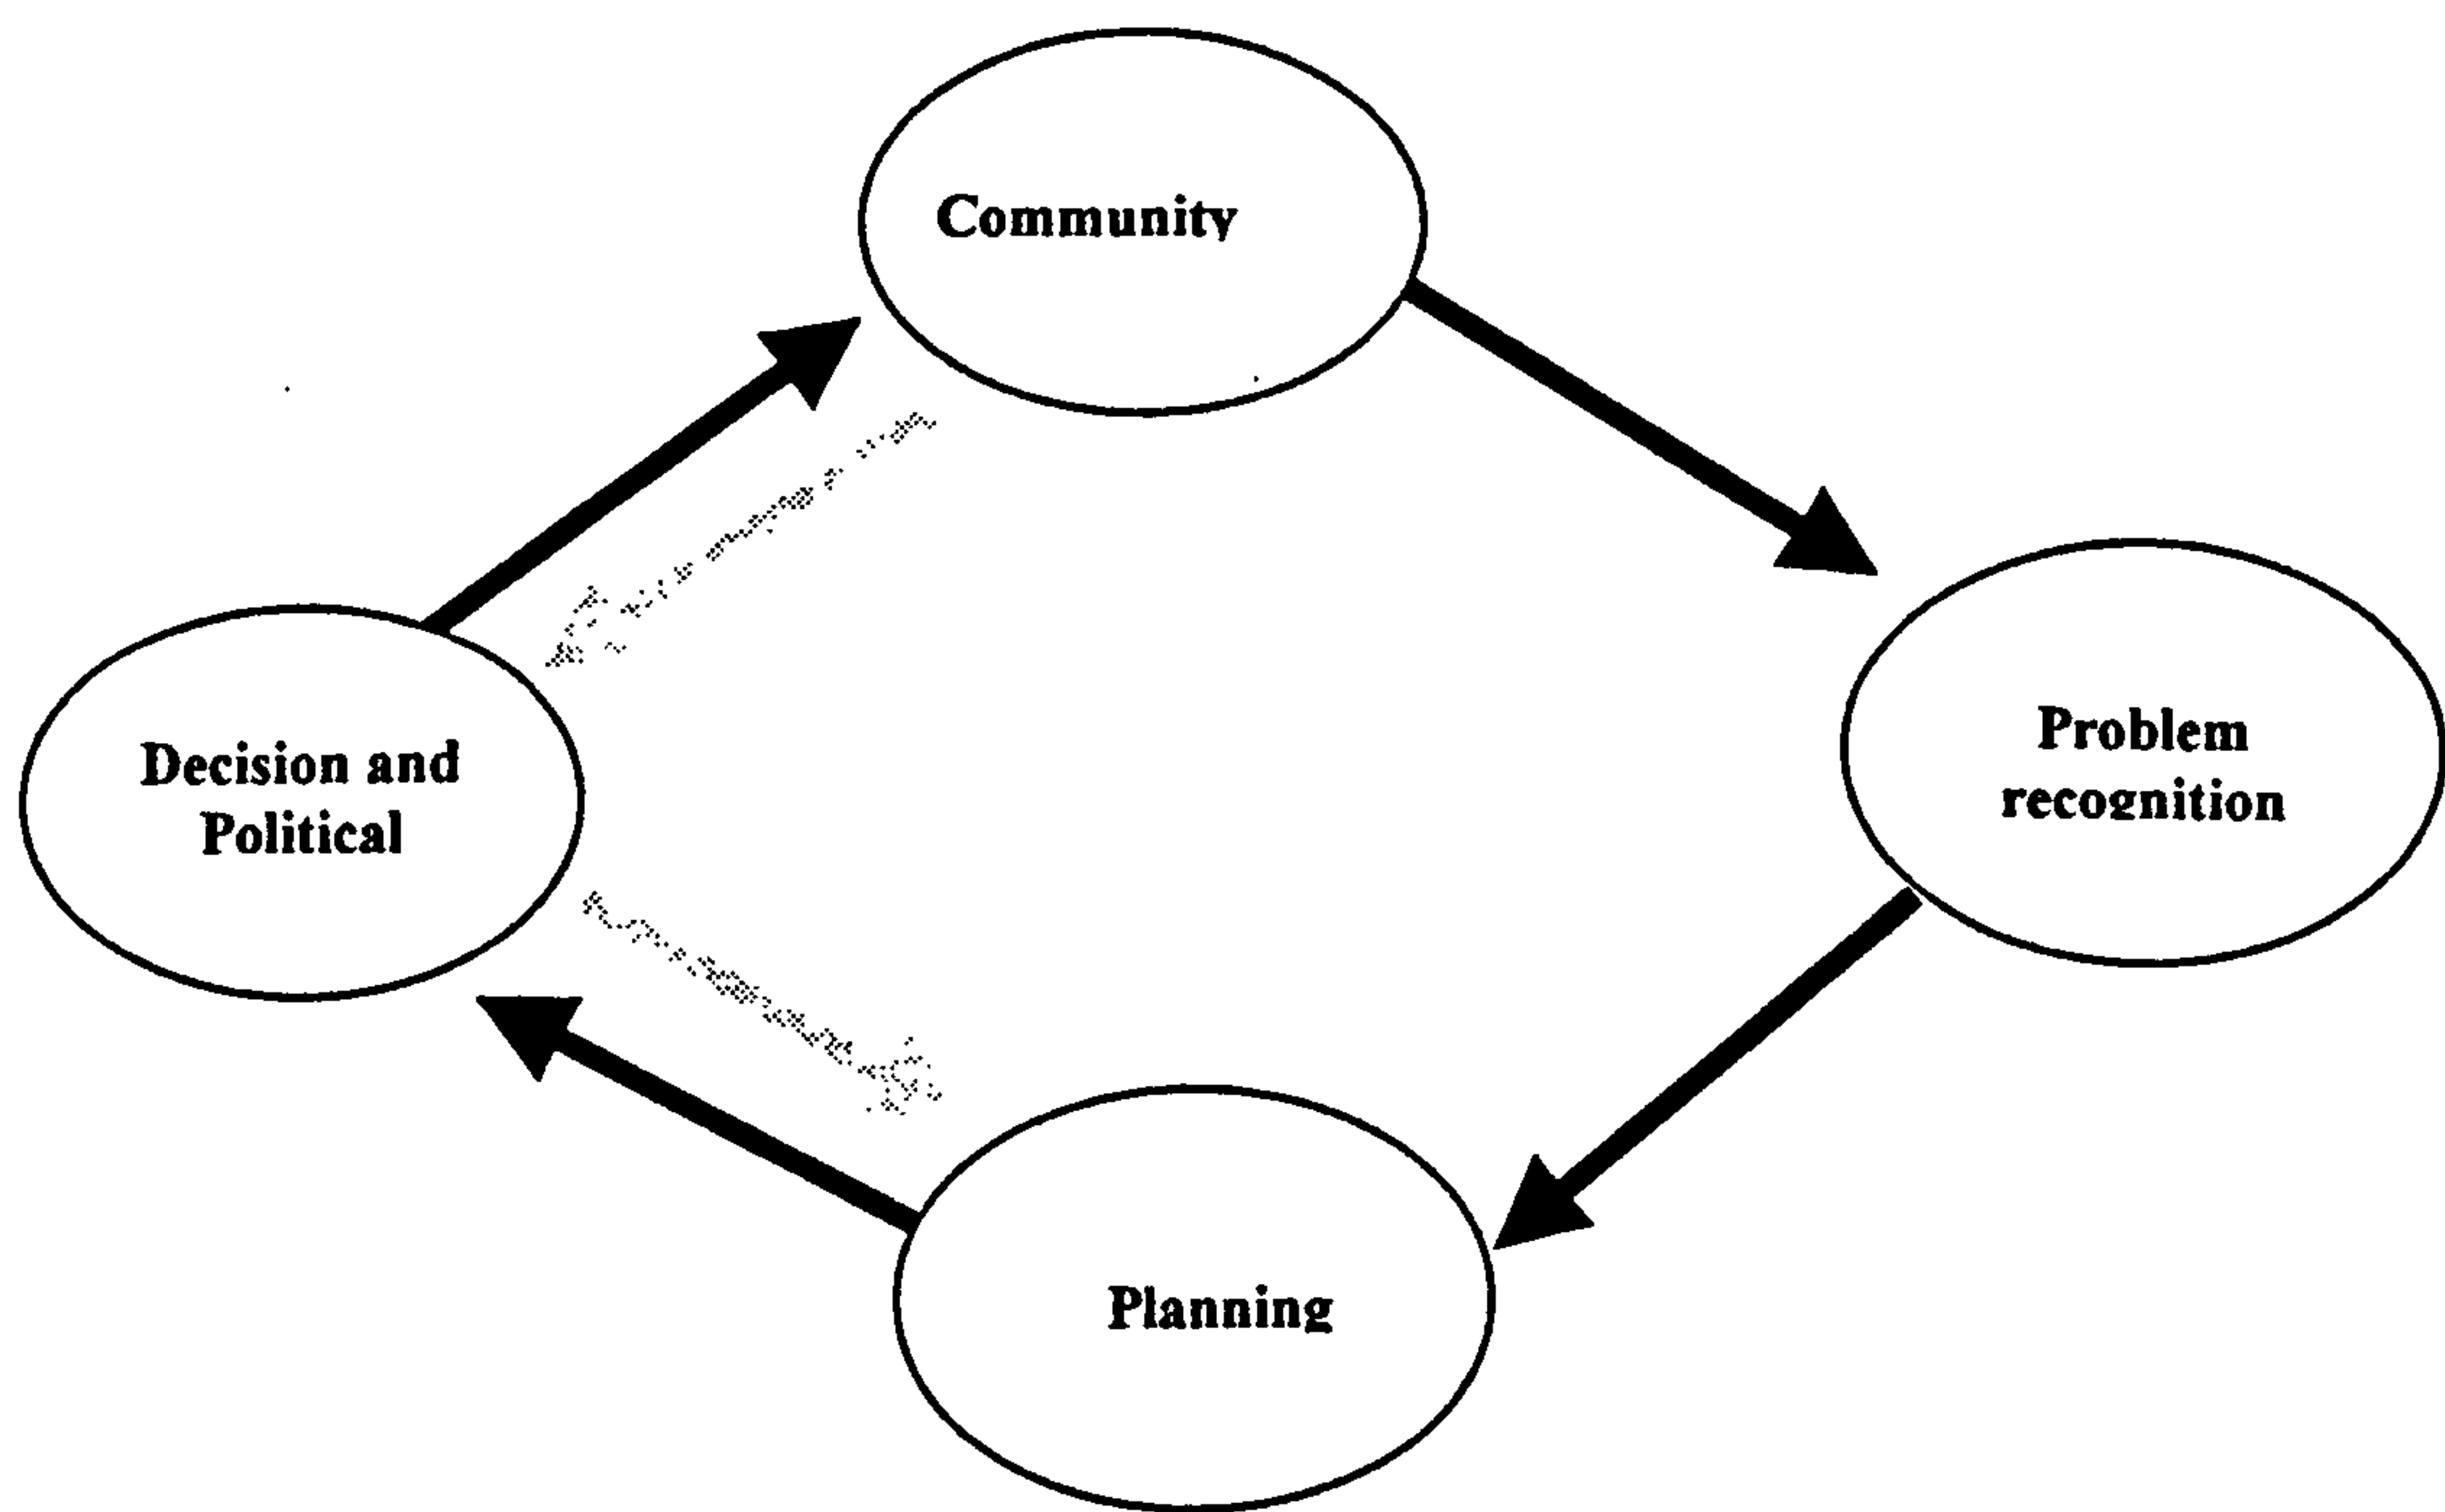 Community
Problem
recognition
Decision and
Political
Planning